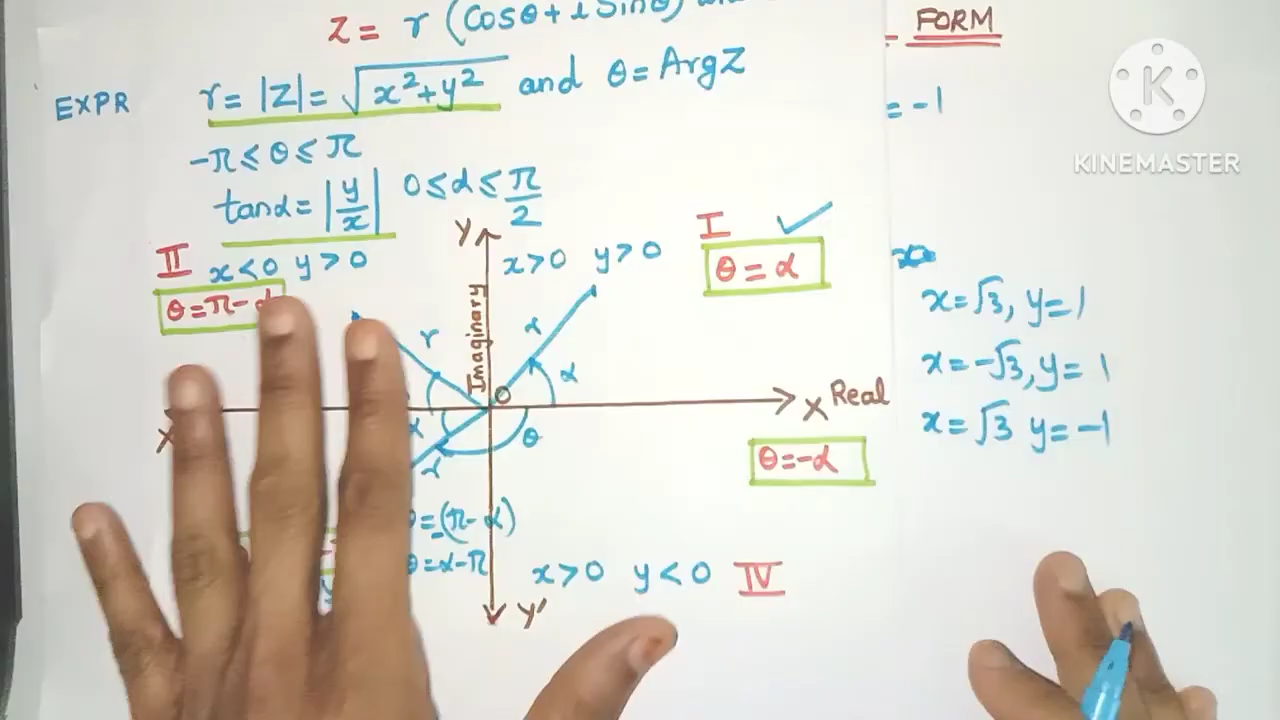 z = r (Cosθ + i Sinθ)
FORM
EXPR r = |z| = √x²+y² and θ = Arg z
= -1
-π ≤ θ ≤ π
tanα = |y/x| 0 ≤ α ≤ π/2
II x<0 y>0
θ = π-α
Y
x>0 y>0
I
θ = α
Imaginary
r
α
α
O
X Real
X
α
α
θ
θ = -α
θ = -(π-α)
θ = α-π
x>0 y<0 IV
Y'
x = √3, y = 1
x = -√3, y = 1
x = √3 y = -1
K
KINEMASTER